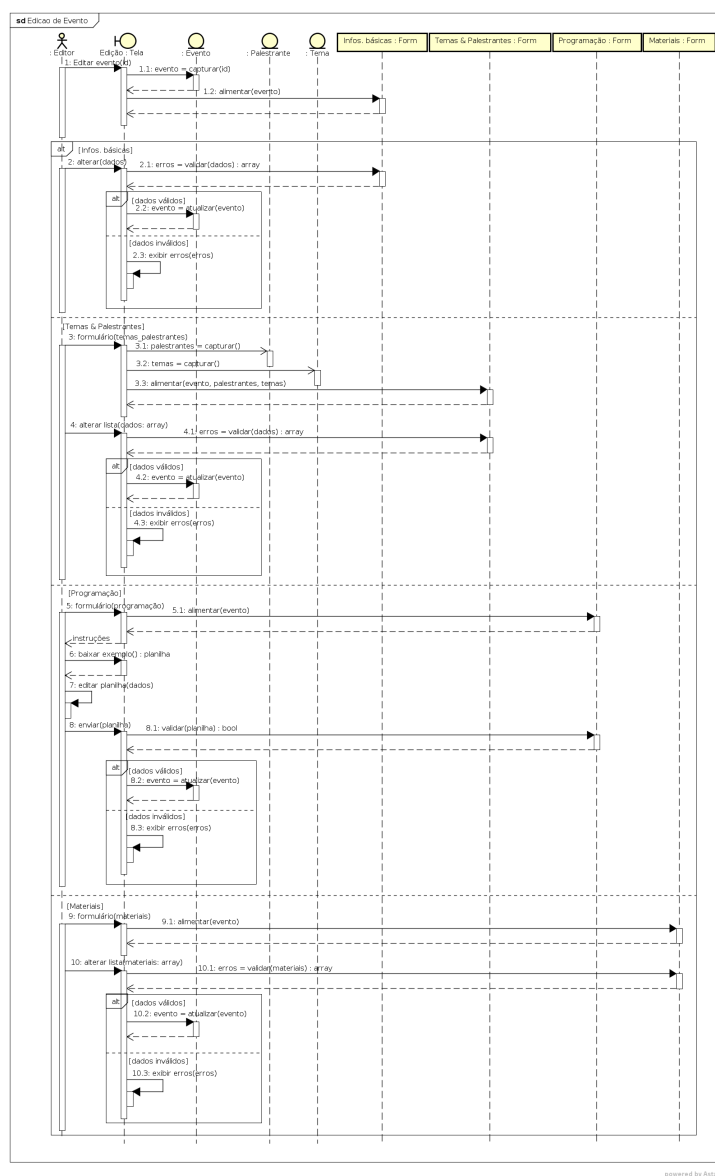 sd Edicao de Evento
: Editor
Edição : Tela
: Evento
: Palestrante
: Tema
Infos. básicas : Form
Temas & Palestrantes : Form
Programação : Form
Materiais : Form
1: Editar evento(id)
1.1: evento = capturar(id)
1.2: alimentar(evento)
alt
[Infos. básicas]
2: alterar(dados)
2.1: erros = validar(dados) : array
alt
[dados válidos]
2.2: evento = atualizar(evento)
[dados inválidos]
2.3: exibir erros(erros)
[Temas & Palestrantes]
3: formulário(temas_palestrantes)
3.1: palestrantes = capturar()
3.2: temas = capturar()
3.3: alimentar(evento, palestrantes, temas)
4: alterar lista(dados: array)
4.1: erros = validar(dados) : array
alt
[dados válidos]
4.2: evento = atualizar(evento)
[dados inválidos]
4.3: exibir erros(erros)
[Programação]
5: formulário(programação)
5.1: alimentar(evento)
instruções
6: baixar exemplo() : planilha
7: editar planilha(dados)
8: enviar(planilha)
8.1: validar(planilha) : bool
alt
[dados válidos]
8.2: evento = atualizar(evento)
[dados inválidos]
8.3: exibir erros(erros)
[Materiais]
9: formulário(materiais)
9.1: alimentar(evento)
10: alterar lista(materiais: array)
10.1: erros = validar(materiais) : array
alt
[dados válidos]
10.2: evento = atualizar(evento)
[dados inválidos]
10.3: exibir erros(erros)
powered by Asta